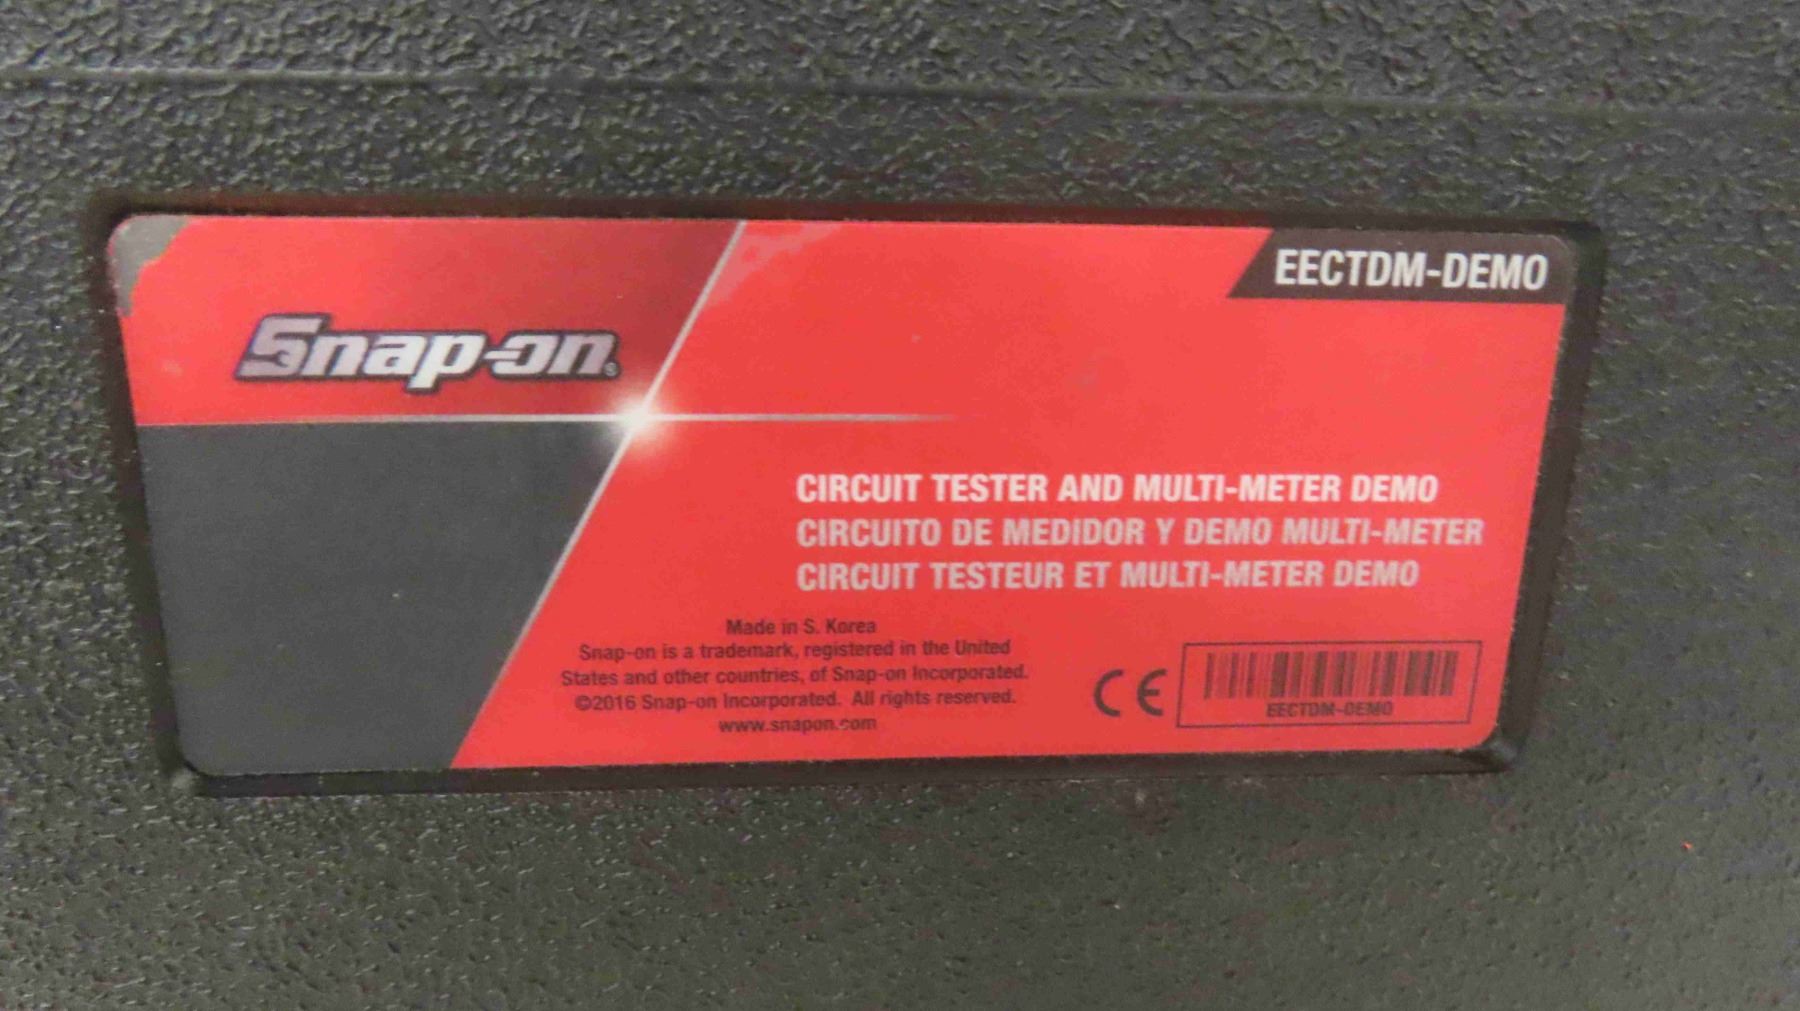 EECTDM-DEMO
Snap-on®
CIRCUIT TESTER AND MULTI-METER DEMO
CIRCUITO DE MEDIDOR Y DEMO MULTI-METER
CIRCUIT TESTEUR ET MULTI-METER DEMO
Made in S. Korea
Snap-on is a trademark, registered in the United
States and other countries, of Snap-on Incorporated.
©2016 Snap-on Incorporated. All rights reserved.
www.snapon.com
CE
EECTDM-DEMO